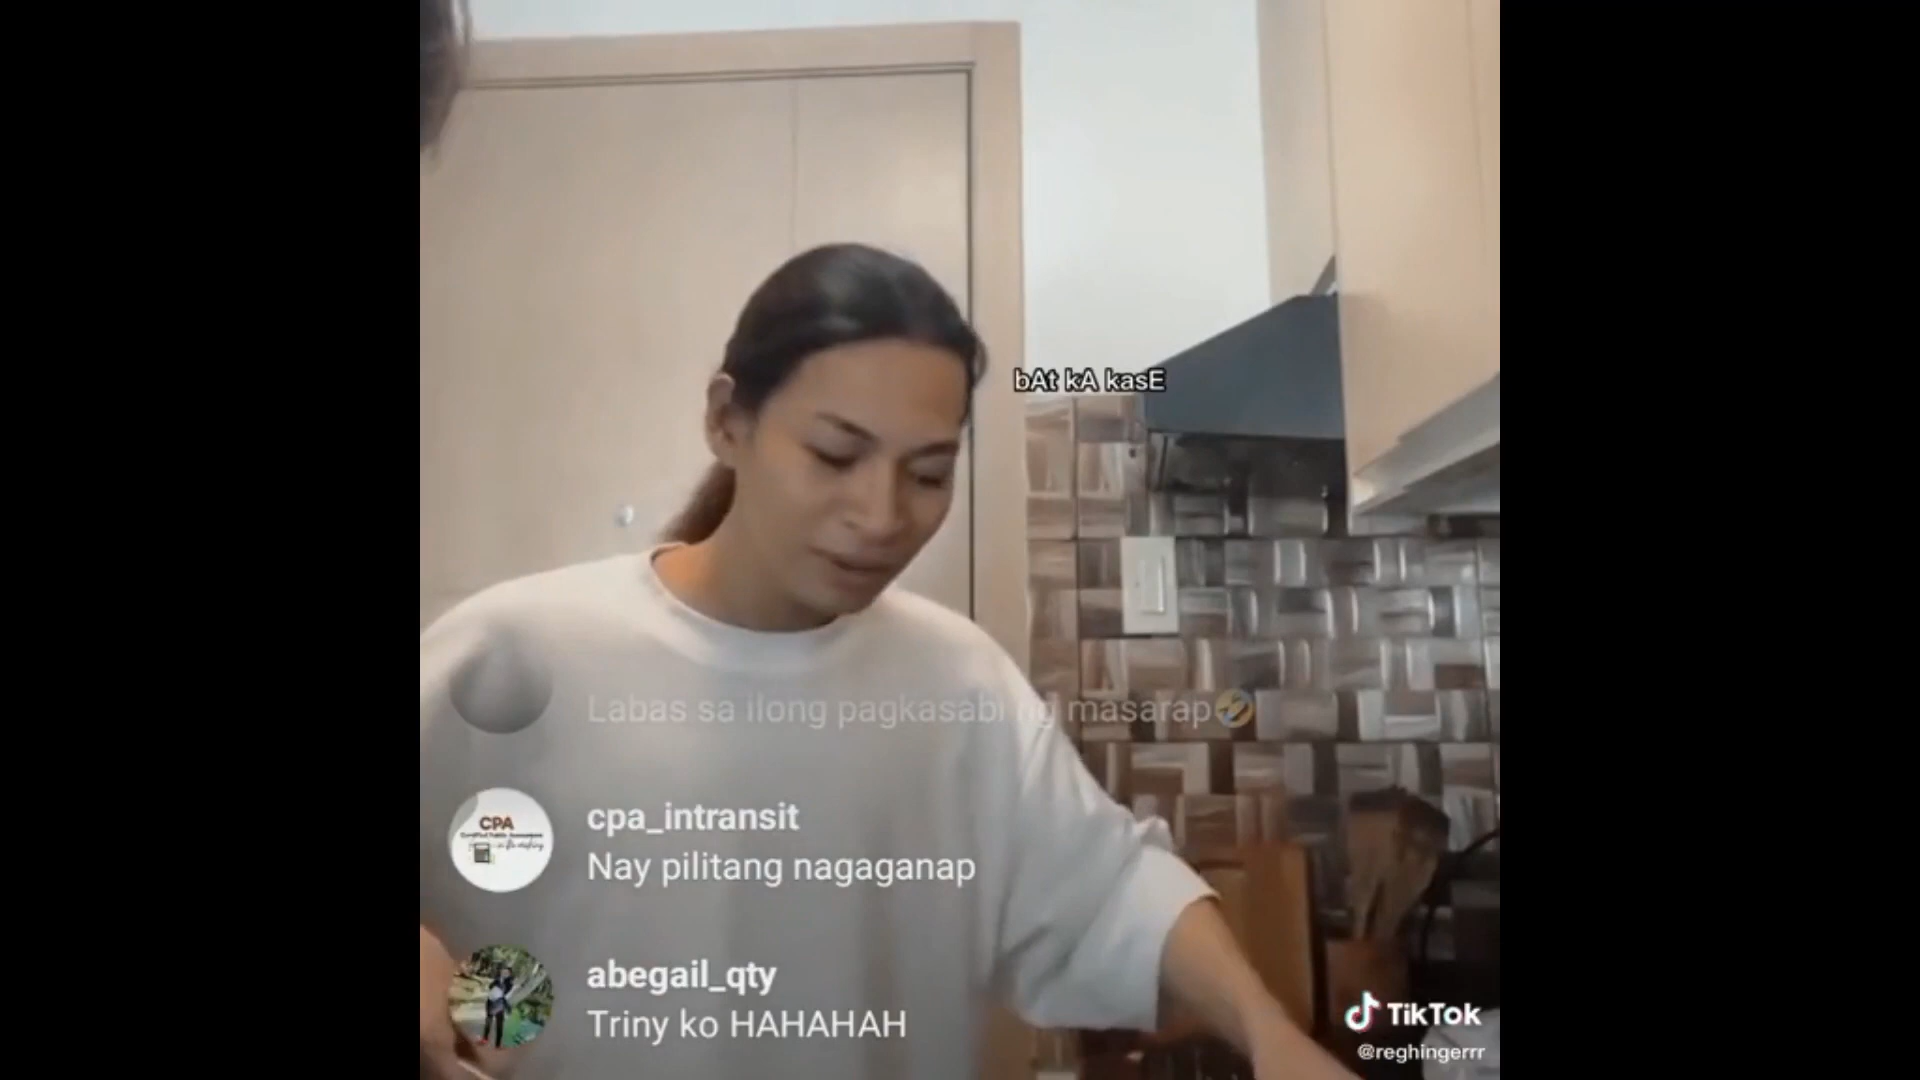 bAt kA kasE
Labas sa ilong pagkasabi ng masarap🤣
CPA
cpa_intransit
Nay pilitang nagaganap
abegail_qty
Triny ko HAHAHAH
TikTok
@reghingerrr